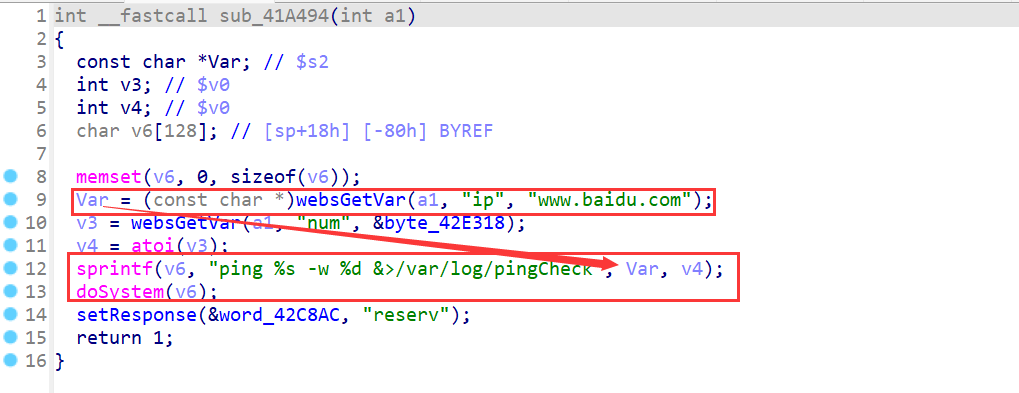 1 int __fastcall sub_41A494(int a1)
2 {
3 const char *Var; // $s2
4 int v3; // $v0
5 int v4; // $v0
6 char v6[128]; // [sp+18h] [-80h] BYREF
7
8 memset(v6, 0, sizeof(v6));
9 Var = (const char *)websGetVar(a1, "ip", "www.baidu.com");
10 v3 = websGetVar(a1, "num", &byte_42E318);
11 v4 = atoi(v3);
12 sprintf(v6, "ping %s -w %d &>/var/log/pingCheck", Var, v4);
13 doSystem(v6);
14 setResponse(&word_42C8AC, "reserv");
15 return 1;
16 }